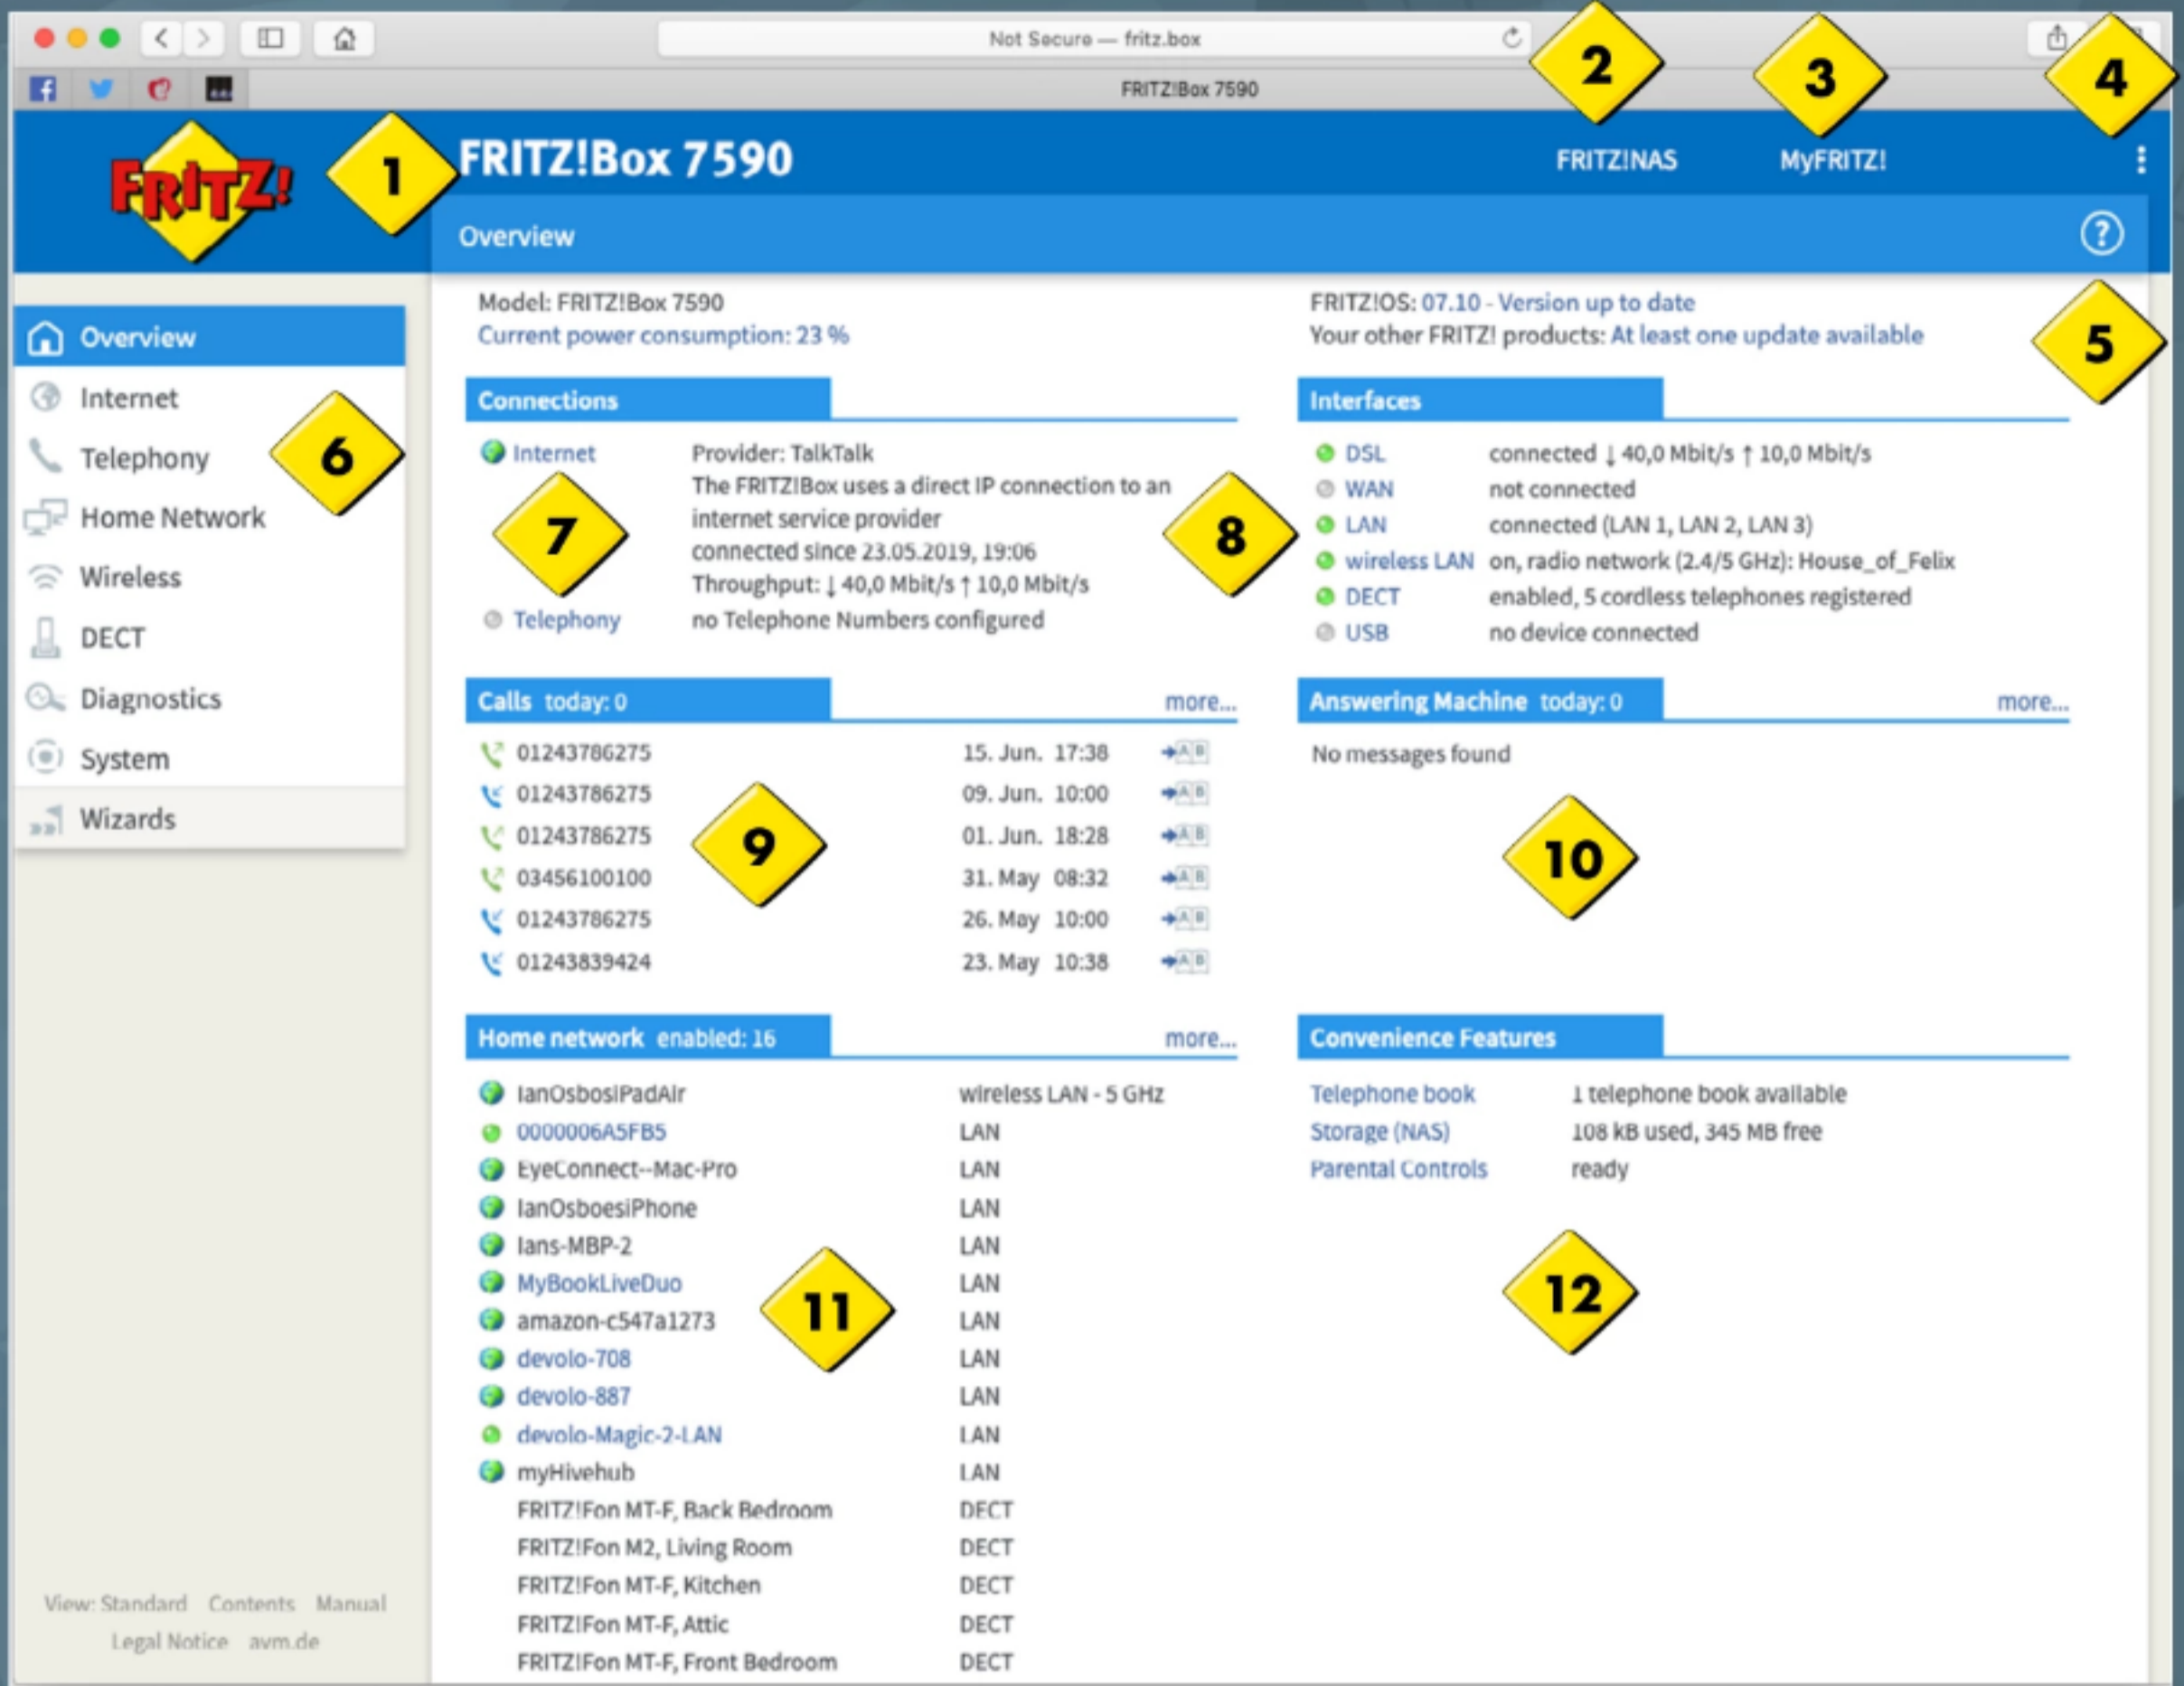 Not Secure — fritz.box
2
3
4
FRITZ!Box 7590
FRITZ!
1
FRITZ!Box 7590
FRITZ!NAS
MyFRITZ!
Overview
?
5
Overview
Internet
Telephony
6
Home Network
Wireless
DECT
Diagnostics
System
Wizards
Model: FRITZ!Box 7590
Current power consumption: 23 %
FRITZ!OS: 07.10 - Version up to date
Your other FRITZ! products: At least one update available
Connections
Internet Provider: TalkTalk
The FRITZ!Box uses a direct IP connection to an
internet service provider
connected since 23.05.2019, 19:06
Throughput: ↓ 40,0 Mbit/s ↑ 10,0 Mbit/s
7
Telephony no Telephone Numbers configured
8
Interfaces
DSL connected ↓ 40,0 Mbit/s ↑ 10,0 Mbit/s
WAN not connected
LAN connected (LAN 1, LAN 2, LAN 3)
wireless LAN on, radio network (2.4/5 GHz): House_of_Felix
DECT enabled, 5 cordless telephones registered
USB no device connected
Calls today: 0 more...
01243786275 15. Jun. 17:38 AB
01243786275 09. Jun. 10:00 AB
01243786275 01. Jun. 18:28 AB
03456100100 31. May 08:32 AB
01243786275 26. May 10:00 AB
01243839424 23. May 10:38 AB
9
Answering Machine today: 0 more...
No messages found
10
Home network enabled: 16 more...
IanOsbosiPadAir wireless LAN - 5 GHz
0000006A5FB5 LAN
EyeConnect--Mac-Pro LAN
IanOsboesiPhone LAN
Ians-MBP-2 LAN
MyBookLiveDuo LAN
amazon-c547a1273 LAN
devolo-708 LAN
devolo-887 LAN
devolo-Magic-2-LAN LAN
myHivehub LAN
FRITZ!Fon MT-F, Back Bedroom DECT
FRITZ!Fon M2, Living Room DECT
FRITZ!Fon MT-F, Kitchen DECT
FRITZ!Fon MT-F, Attic DECT
FRITZ!Fon MT-F, Front Bedroom DECT
11
Convenience Features
Telephone book 1 telephone book available
Storage (NAS) 108 kB used, 345 MB free
Parental Controls ready
12
View: Standard Contents Manual
Legal Notice avm.de